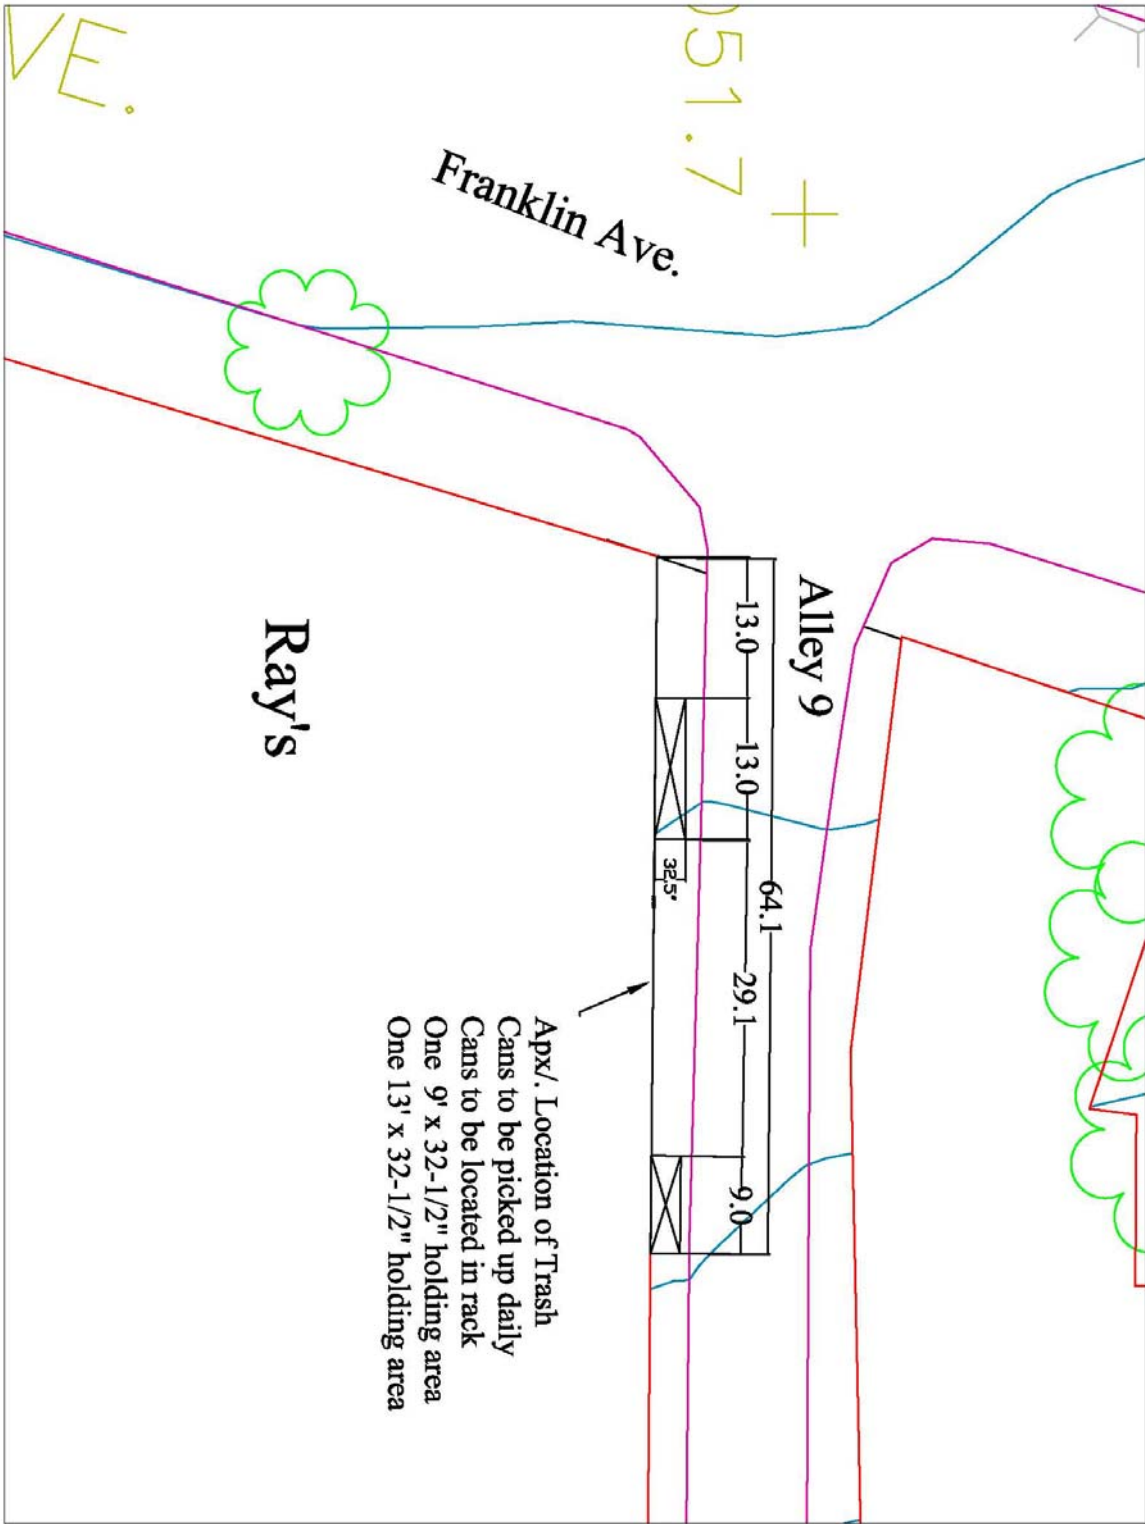 VE.
051.7
Franklin Ave.
Alley 9
13.0
13.0
64.1
29.1
9.0
32.5"
Ray's
Apx/. Location of Trash
Cans to be picked up daily
Cans to be located in rack
One 9' x 32-1/2" holding area
One 13' x 32-1/2" holding area